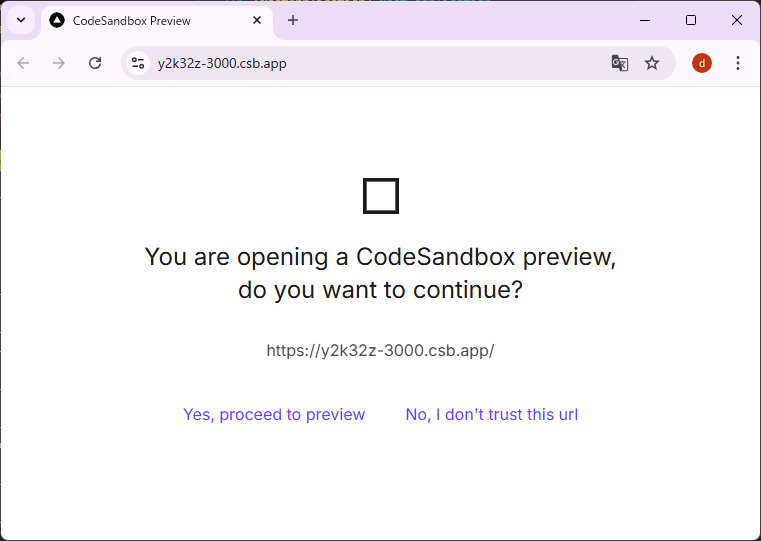 CodeSandbox Preview
y2k32z-3000.csb.app
d
You are opening a CodeSandbox preview,
do you want to continue?
https://y2k32z-3000.csb.app/
Yes, proceed to preview
No, I don't trust this url